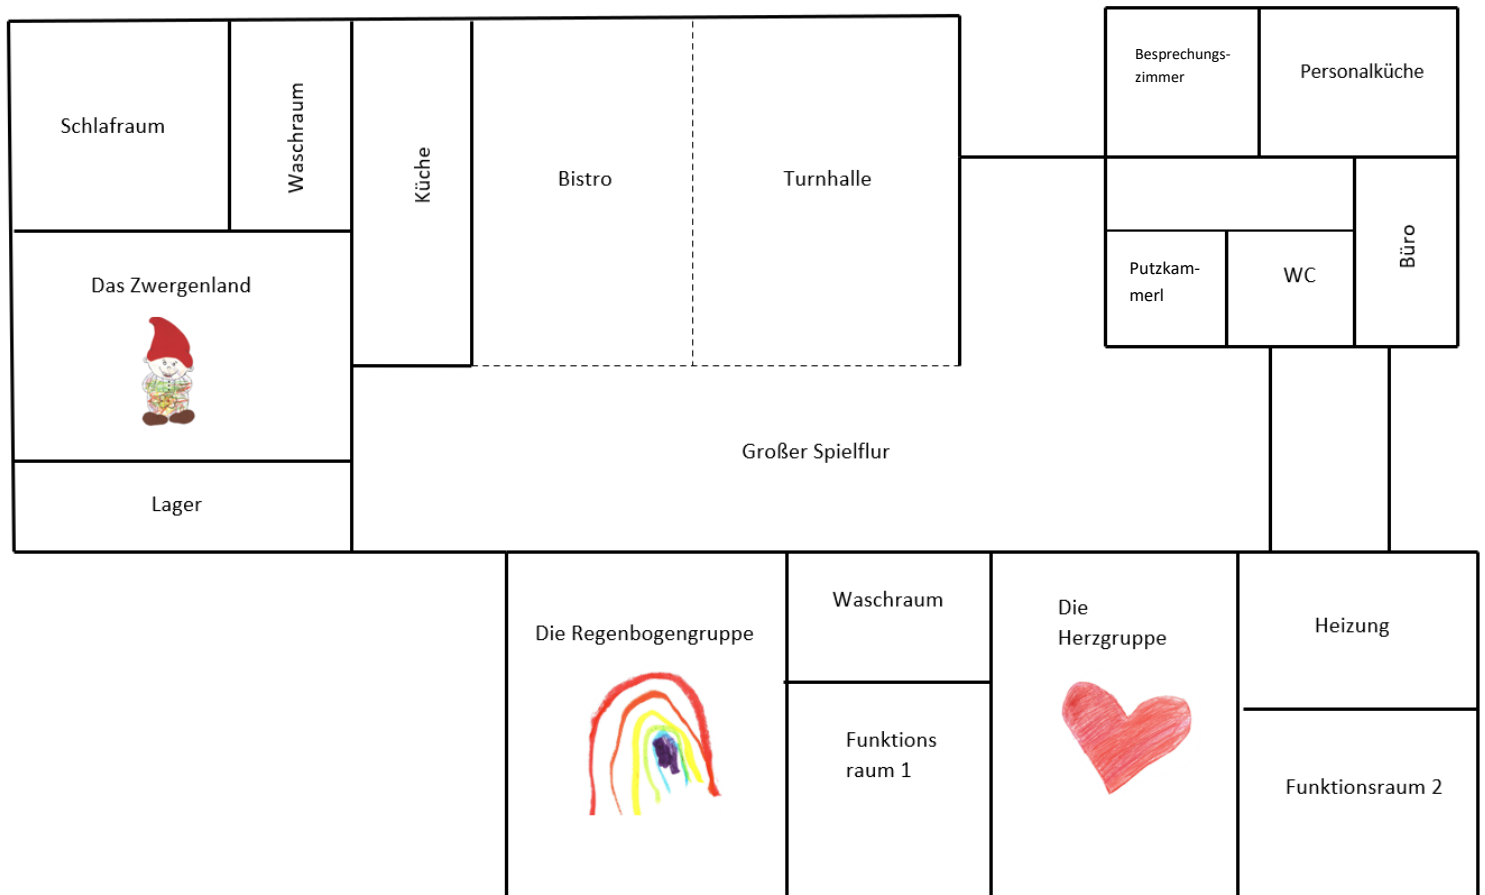 Schlafraum
Waschraum
Küche
Bistro
Turnhalle
Besprechungs-
zimmer
Personalküche
Putzkam-
merl
WC
Büro
Das Zwergenland
Lager
Großer Spielflur
Die Regenbogengruppe
Waschraum
Funktions
raum 1
Die
Herzgruppe
Heizung
Funktionsraum 2